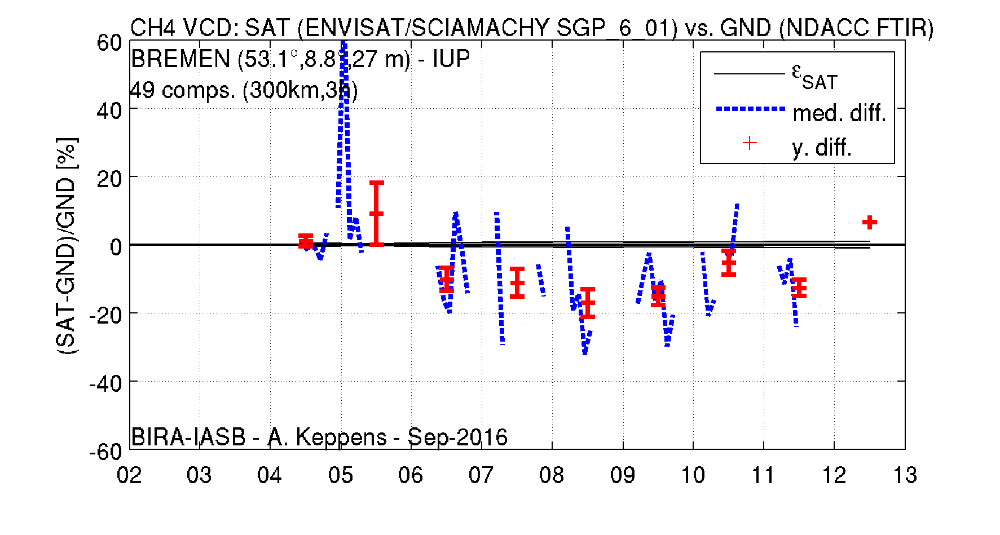 CH4 VCD: SAT (ENVISAT/SCIAMACHY SGP_6_01) vs. GND (NDACC FTIR)
BREMEN (53.1°,8.8°,27 m) - IUP
49 comps. (300km,3h)
ε SAT
med. diff.
y. diff.
(SAT-GND)/GND [%]
60
40
20
0
-20
-40
-60
BIRA-IASB - A. Keppens - Sep-2016
02 03 04 05 06 07 08 09 10 11 12 13